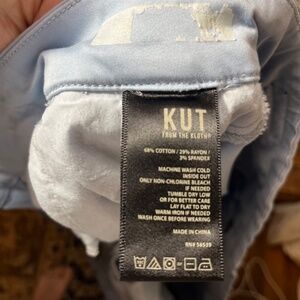 KUT
FROM THE KLOTH®
68% COTTON / 29% RAYON /
3% SPANDEX
MACHINE WASH COLD
INSIDE OUT
ONLY NON-CHLORINE BLEACH
IF NEEDED
TUMBLE DRY LOW
OR FOR BETTER CARE
LAY FLAT TO DRY
WARM IRON IF NEEDED
WASH ONCE BEFORE WEARING
MADE IN CHINA
RN# 58539